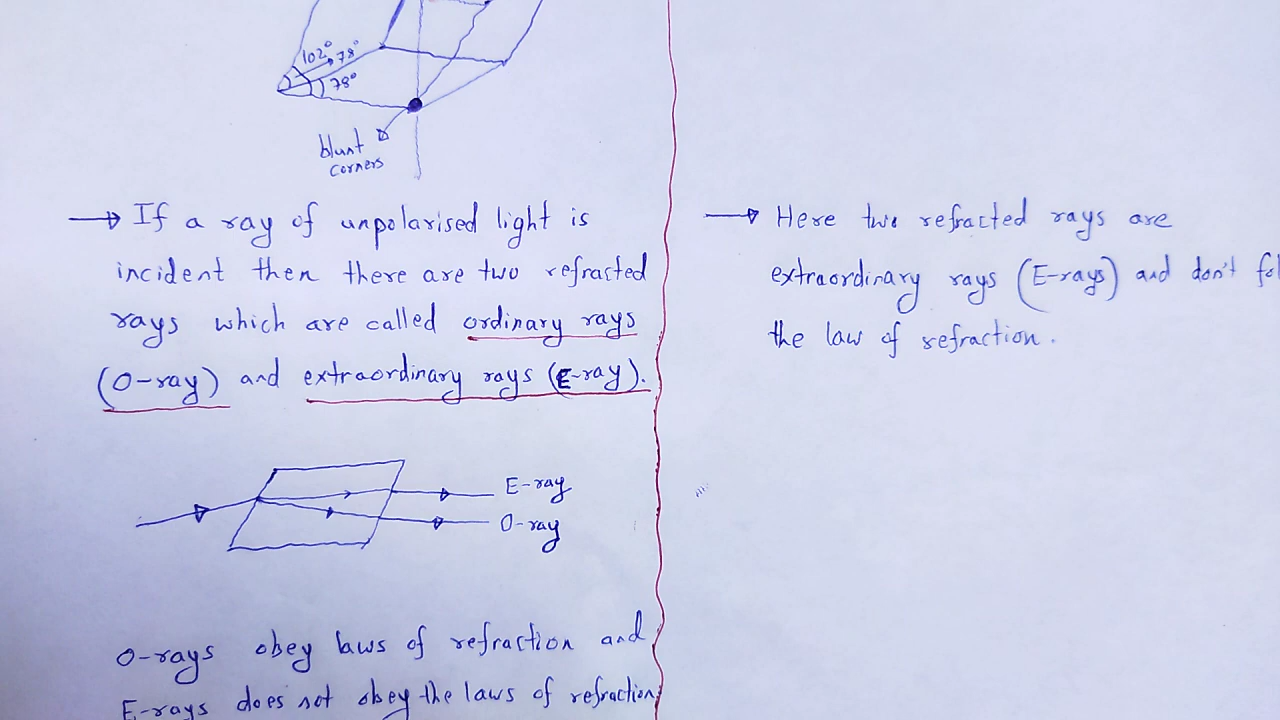 102° 78°
78°
blunt
corners
→ If a ray of unpolarised light is
incident then there are two refracted
rays which are called ordinary rays
(O-ray) and extraordinary rays (E-ray).
E-ray
O-ray
O-rays obey laws of refraction and
E-rays does not obey the laws of refraction
→ Here two refracted rays are
extraordinary rays (E-rays) and don't fol
the law of refraction.